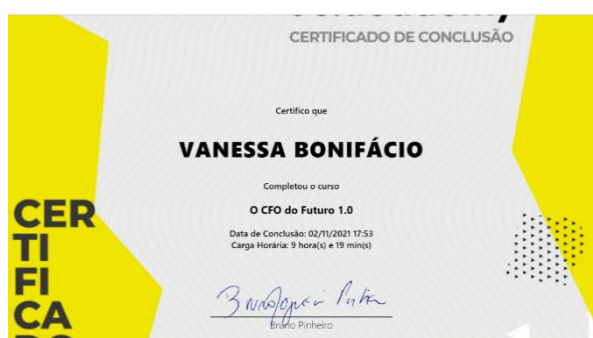 CERTIFICADO DE CONCLUSÃO
Certifico que
VANESSA BONIFÁCIO
Completou o curso
O CFO do Futuro 1.0
Data de Conclusão: 02/11/2021 17:53
Carga Horária: 9 hora(s) e 19 min(s)
Bruno Pinheiro
CER
TI
FI
CA